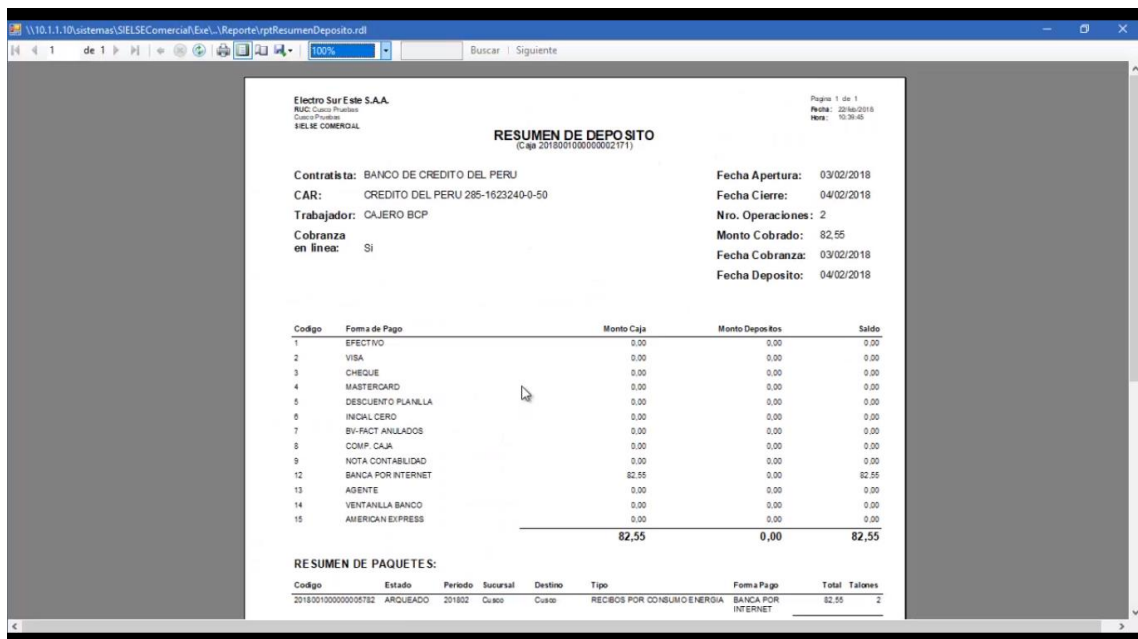 \\10.1.1.10\sistemas\SIELSEComercial\Exe\..\Reporte\rptResumenDeposito.rdl
1 de 1 100% Buscar | Siguiente
Electro Sur Este S.A.A.
RUC: Cusco Pruebas
Cusco Pruebas
SIELSE COMERCIAL
Pagina 1 de 1
Fecha: 22/feb/2018
Hora: 10:39:45
RESUMEN DE DEPOSITO
(Caja 2018001000000002171)
Contratista: BANCO DE CREDITO DEL PERU
CAR: CREDITO DEL PERU 285-1623240-0-50
Trabajador: CAJERO BCP
Cobranza
en linea: Si
Fecha Apertura: 03/02/2018
Fecha Cierre: 04/02/2018
Nro. Operaciones: 2
Monto Cobrado: 82,55
Fecha Cobranza: 03/02/2018
Fecha Deposito: 04/02/2018
Codigo Forma de Pago Monto Caja Monto Depositos Saldo
1 EFECTIVO 0,00 0,00 0,00
2 VISA 0,00 0,00 0,00
3 CHEQUE 0,00 0,00 0,00
4 MASTERCARD 0,00 0,00 0,00
5 DESCUENTO PLANILLA 0,00 0,00 0,00
6 INICIAL CERO 0,00 0,00 0,00
7 BV-FACT ANULADOS 0,00 0,00 0,00
8 COMP. CAJA 0,00 0,00 0,00
9 NOTA CONTABILIDAD 0,00 0,00 0,00
12 BANCA POR INTERNET 82,55 0,00 82,55
13 AGENTE 0,00 0,00 0,00
14 VENTANILLA BANCO 0,00 0,00 0,00
15 AMERICAN EXPRESS 0,00 0,00 0,00
82,55 0,00 82,55
RESUMEN DE PAQUETES:
Codigo Estado Periodo Sucursal Destino Tipo Forma Pago Total Talones
2018001000000005782 ARQUEADO 201802 Cusco Cusco RECIBOS POR CONSUMO ENERGIA BANCA POR 82,55 2
INTERNET